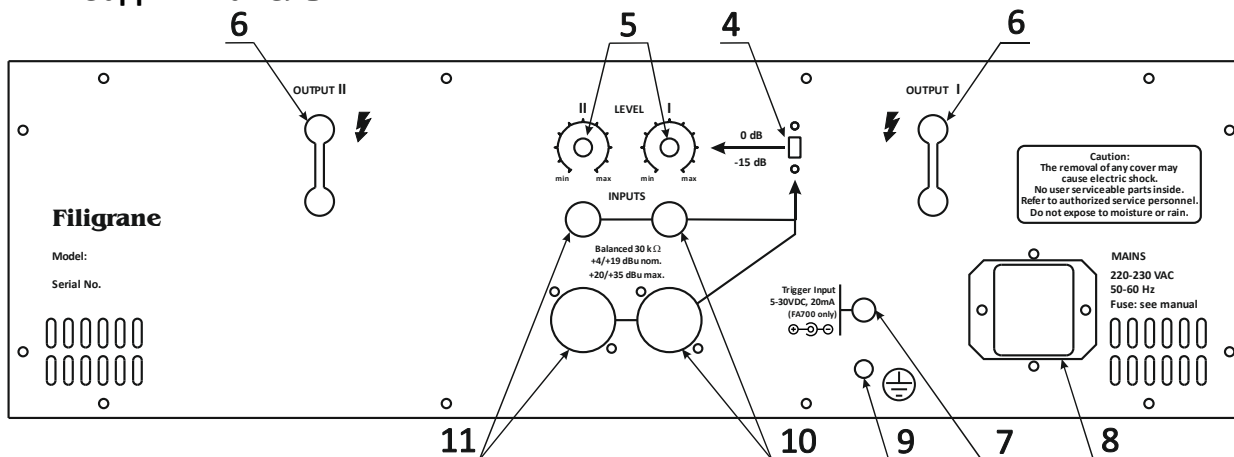 6 5 4 6
OUTPUT II
OUTPUT I
II LEVEL I
0 dB
-15 dB
min max min max
INPUTS
Balanced 30 kΩ
+4/+19 dBu nom.
+20/+35 dBu max.
Caution:
The removal of any cover may
cause electric shock.
No user serviceable parts inside.
Refer to authorized service personnel.
Do not expose to moisture or rain.
Filigrane
Model:
Serial No.
Trigger Input
5-30VDC, 20mA
(FA700 only)
MAINS
220-230 VAC
50-60 Hz
Fuse: see manual
11 10 9 7 8